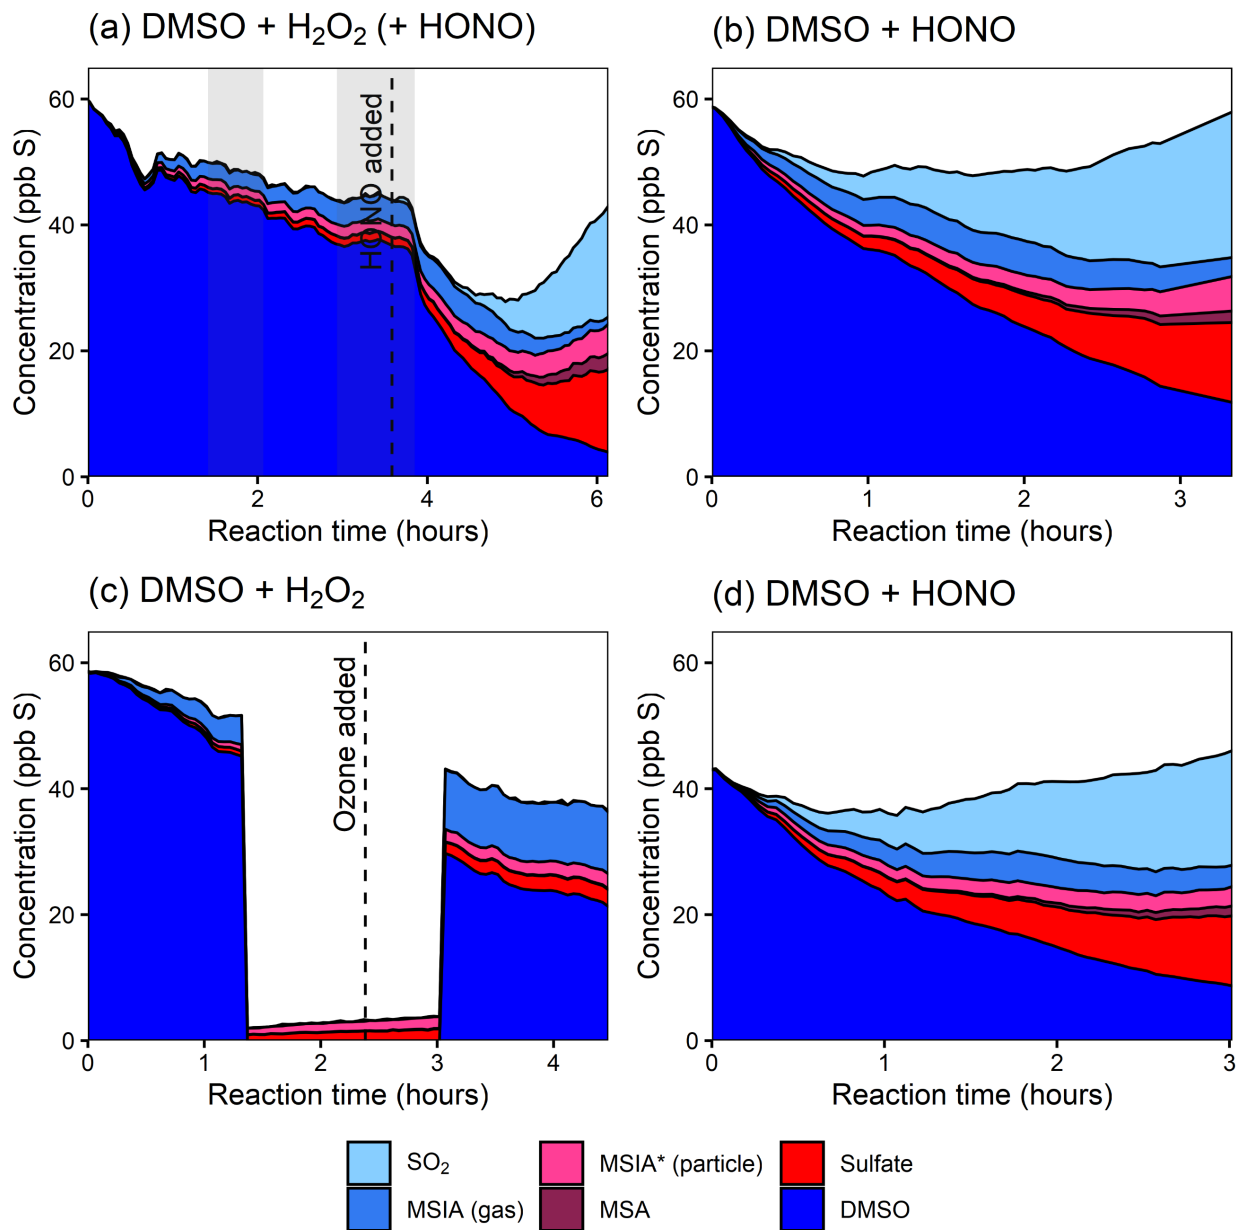 (a) DMSO + H₂O₂ (+ HONO)
(b) DMSO + HONO
Concentration (ppb S)
60
40
20
0
HONO added
0 2 4 6
Reaction time (hours)
Concentration (ppb S)
60
40
20
0
0 1 2 3
Reaction time (hours)
(c) DMSO + H₂O₂
(d) DMSO + HONO
Concentration (ppb S)
60
40
20
0
Ozone added
0 1 2 3 4
Reaction time (hours)
Concentration (ppb S)
60
40
20
0
0 1 2 3
Reaction time (hours)
SO₂
MSIA* (particle)
Sulfate
MSIA (gas)
MSA
DMSO